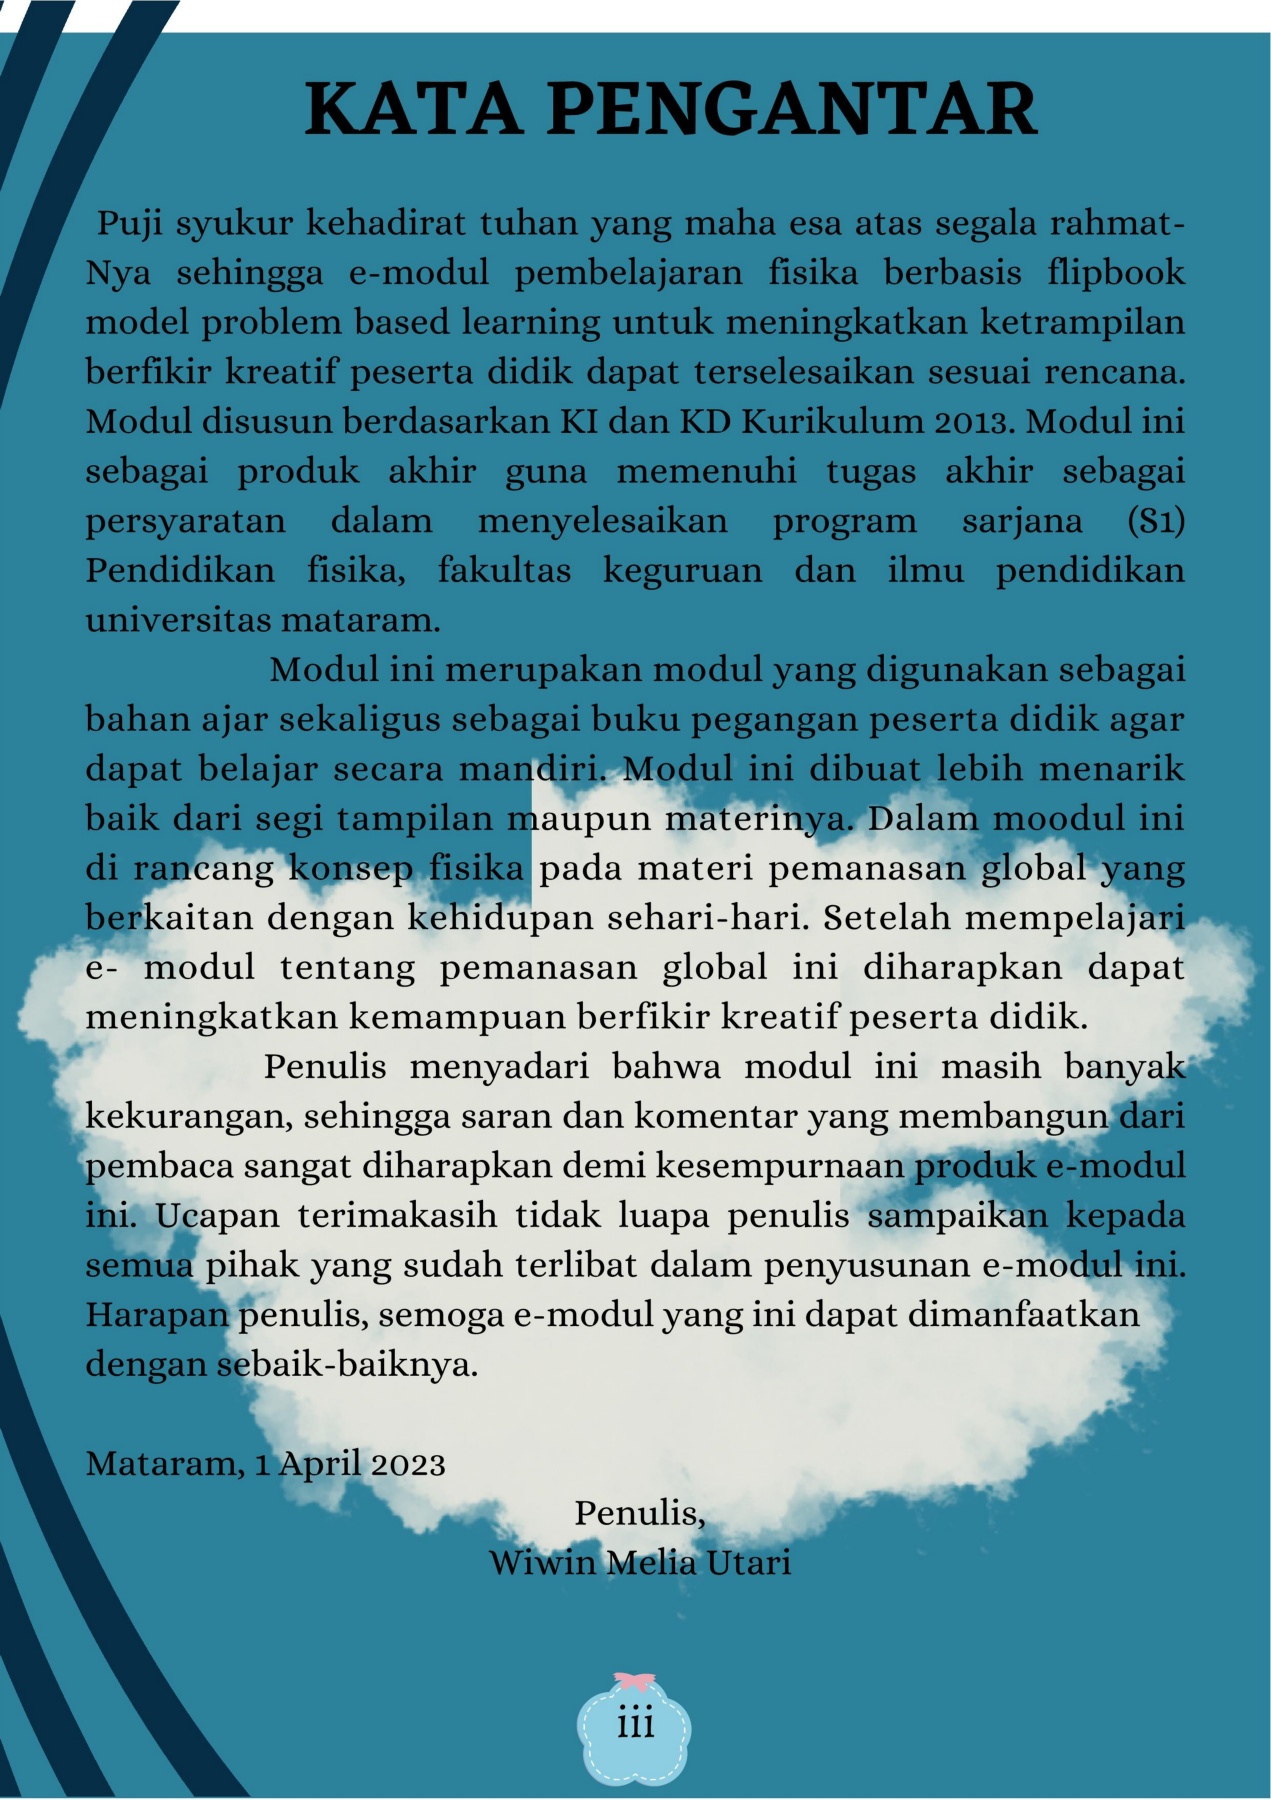 KATA PENGANTAR
Puji syukur kehadirat tuhan yang maha esa atas segala rahmat-
Nya sehingga e-modul pembelajaran fisika berbasis flipbook
model problem based learning untuk meningkatkan ketrampilan
berfikir kreatif peserta didik dapat terselesaikan sesuai rencana.
Modul disusun berdasarkan KI dan KD Kurikulum 2013. Modul ini
sebagai produk akhir guna memenuhi tugas akhir sebagai
persyaratan dalam menyelesaikan program sarjana (S1)
Pendidikan fisika, fakultas keguruan dan ilmu pendidikan
universitas mataram.
Modul ini merupakan modul yang digunakan sebagai
bahan ajar sekaligus sebagai buku pegangan peserta didik agar
dapat belajar secara mandiri. Modul ini dibuat lebih menarik
baik dari segi tampilan maupun materinya. Dalam moodul ini
di rancang konsep fisika pada materi pemanasan global yang
berkaitan dengan kehidupan sehari-hari. Setelah mempelajari
e- modul tentang pemanasan global ini diharapkan dapat
meningkatkan kemampuan berfikir kreatif peserta didik.
Penulis menyadari bahwa modul ini masih banyak
kekurangan, sehingga saran dan komentar yang membangun dari
pembaca sangat diharapkan demi kesempurnaan produk e-modul
ini. Ucapan terimakasih tidak luapa penulis sampaikan kepada
semua pihak yang sudah terlibat dalam penyusunan e-modul ini.
Harapan penulis, semoga e-modul yang ini dapat dimanfaatkan
dengan sebaik-baiknya.
Mataram, 1 April 2023
Penulis,
Wiwin Melia Utari
iii